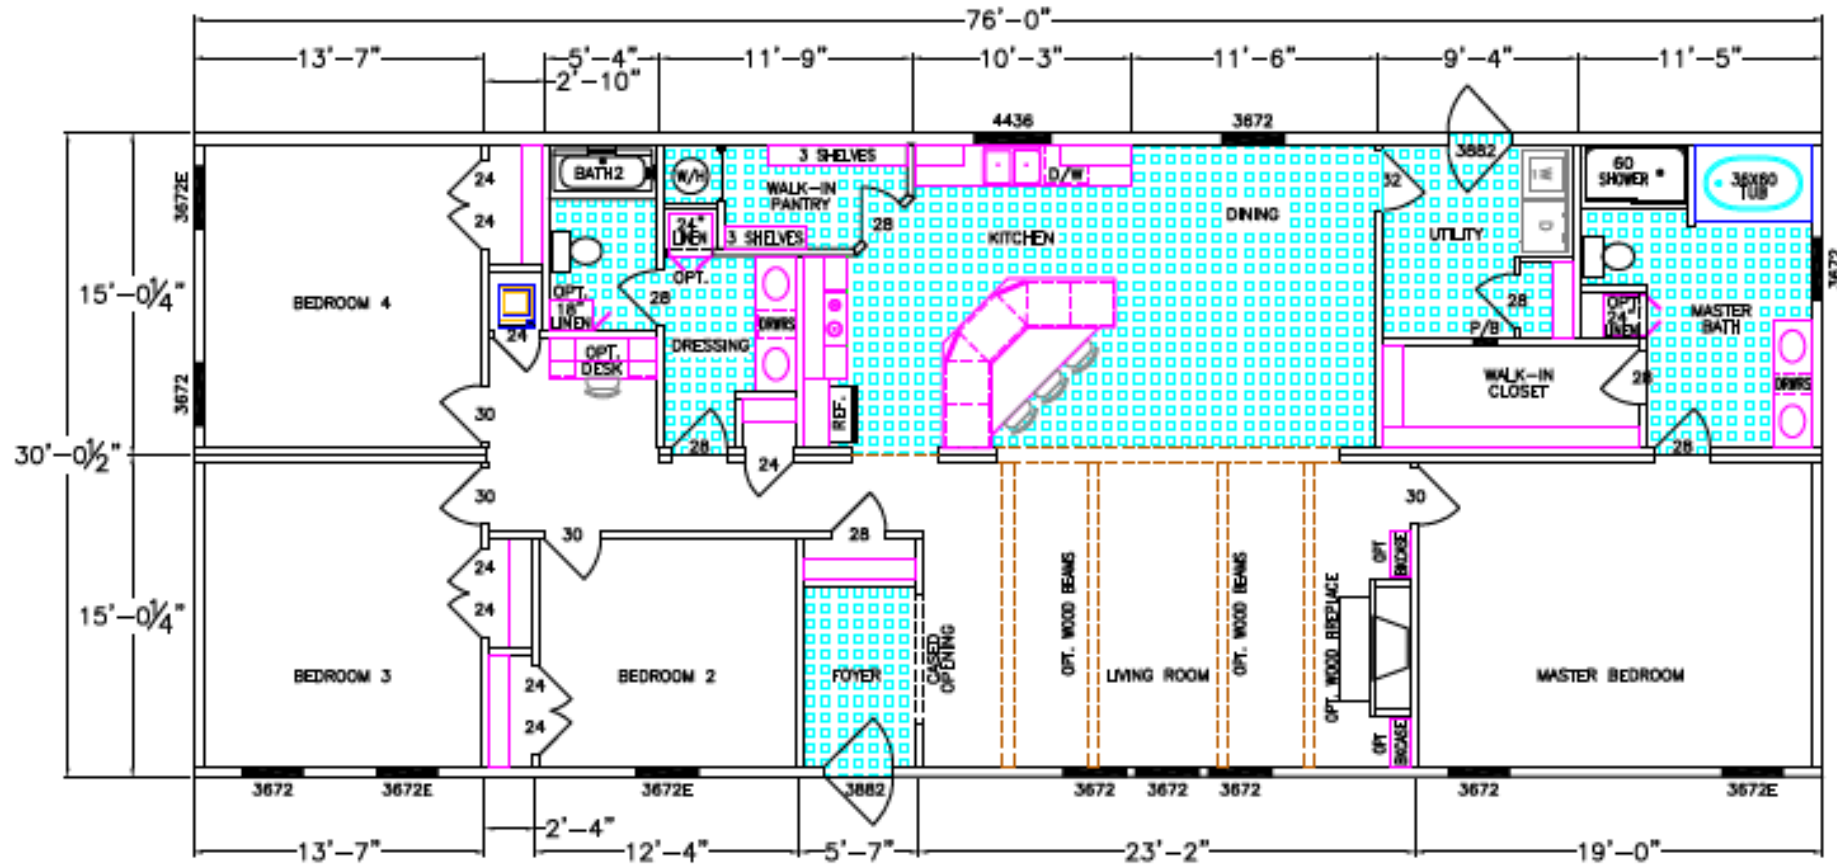 76'-0"
13'-7"
5'-4"
11'-9"
10'-3"
11'-6"
9'-4"
11'-5"
2'-10"
4436
3672
3882
3 SHELVES
BATH2
W/H
WALK-IN
PANTRY
D/W
32
60
SHOWER
36X60
TUB
3672E
24
24
24"
LINEN
3 SHELVES
28
KITCHEN
DINING
UTILITY
W
D
3672
15'-0¼"
BEDROOM 4
OPT.
18"
LINEN
28
OPT.
DRWRS
DRESSING
28
P/B
OPT.
24"
LINEN
MASTER
BATH
24
OPT.
DESK
WALK-IN
CLOSET
28
DRWRS
3672
30
REF.
28
24
28
30'-0½"
30
30
28
30
24
24
OPT. WOOD BEAMS
OPT. WOOD BEAMS
OPT
BKCASE
OPT. WOOD FIREPLACE
15'-0¼"
BEDROOM 3
24
24
BEDROOM 2
FOYER
CASED
OPENING
LIVING ROOM
MASTER BEDROOM
OPT
BKCASE
3672
3672E
3672E
3882
3672
3672
3672
3672
3672E
2'-4"
13'-7"
12'-4"
5'-7"
23'-2"
19'-0"